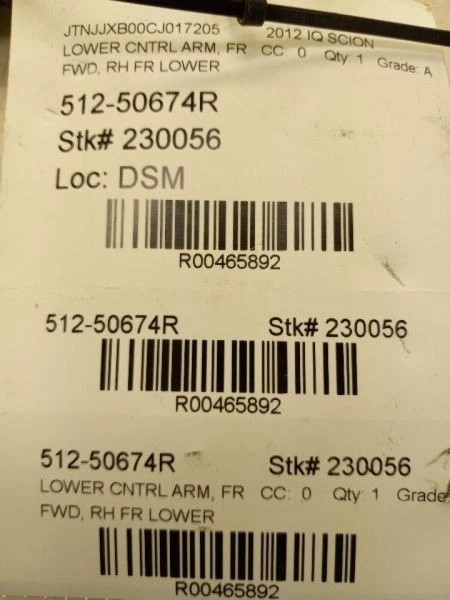 JTNJJXB00CJ017205 2012 IQ SCION
LOWER CNTRL ARM, FR CC: 0 Qty: 1 Grade: A
FWD, RH FR LOWER
512-50674R
Stk# 230056
Loc: DSM
R00465892
512-50674R Stk# 230056
R00465892
512-50674R Stk# 230056
LOWER CNTRL ARM, FR CC: 0 Qty: 1 Grade
FWD, RH FR LOWER
R00465892